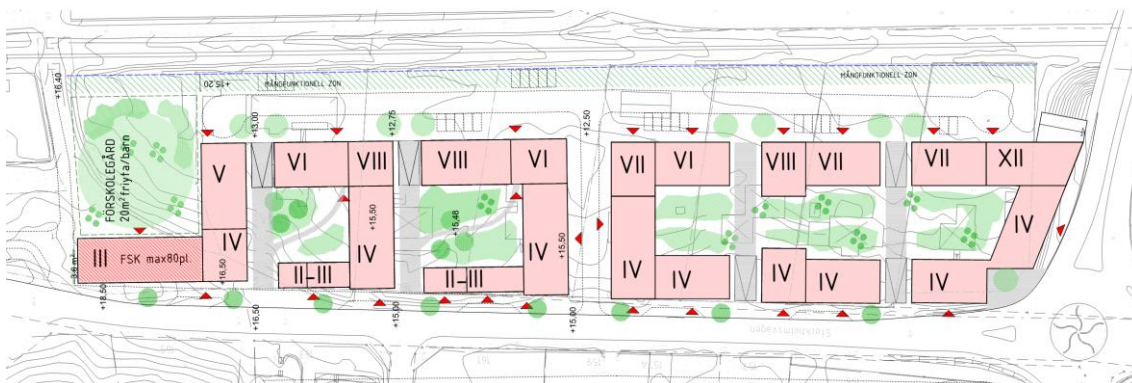 +16,40
+15,20
MÅNGFUNKTIONELL ZON
MÅNGFUNKTIONELL ZON
FÖRSKOLEGÅRD
20m² friyta/barn
+13,00
+12,75
+12,50
V
VI
VIII
VIII
VI
VII
VI
VIII
VII
VII
XII
+15,50
+15,48
+15,50
IV
III FSK max80pl.
IV
+16,50
II-III
IV
II-III
IV
IV
IV
IV
IV
IV
+18,50
+16,50
+15,00
+15,00
Stockholmsvägen